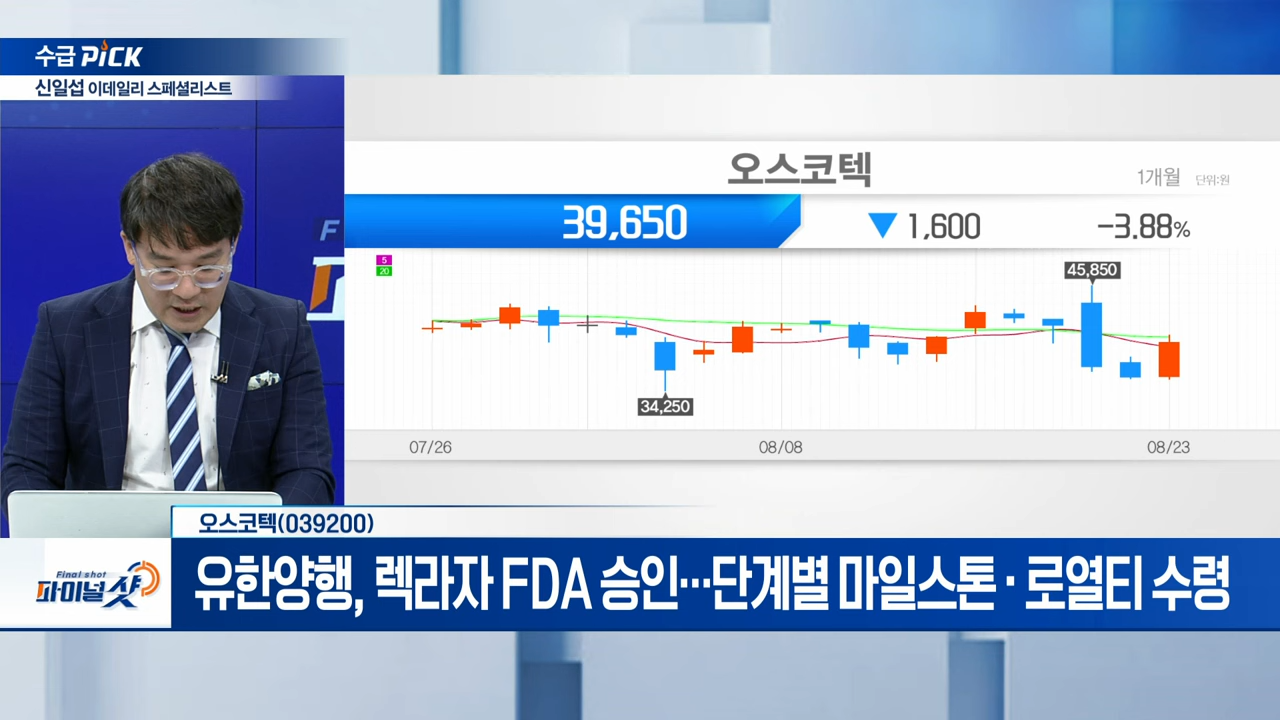 수급 PiCK
신일섭 이데일리 스페셜리스트
F
오스코텍
1개월 단위:원
39,650 ▼ 1,600 -3.88%
5
20
45,850
34,250
07/26 08/08 08/23
오스코텍(039200)
Final shot
파이널샷
유한양행, 렉라자 FDA 승인…단계별 마일스톤·로열티 수령